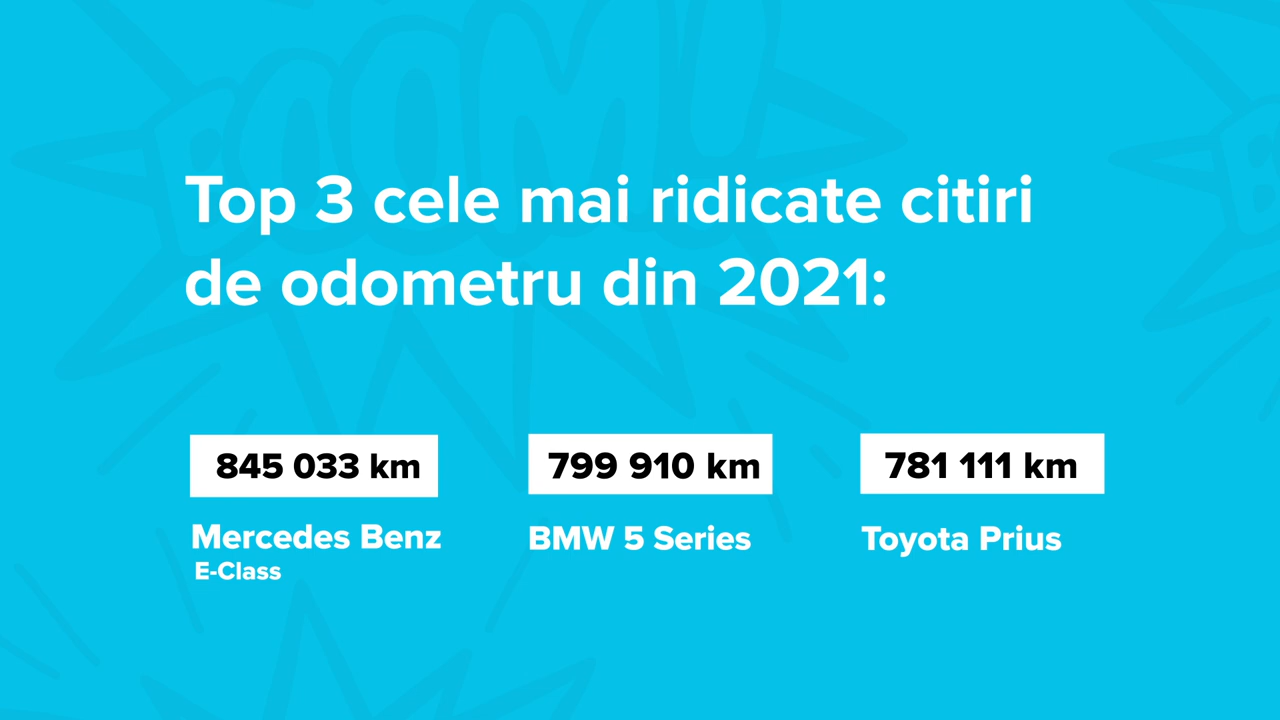 Top 3 cele mai ridicate citiri
de odometru din 2021:
845 033 km
799 910 km
781 111 km
Mercedes Benz
E-Class
BMW 5 Series
Toyota Prius
BOOM!